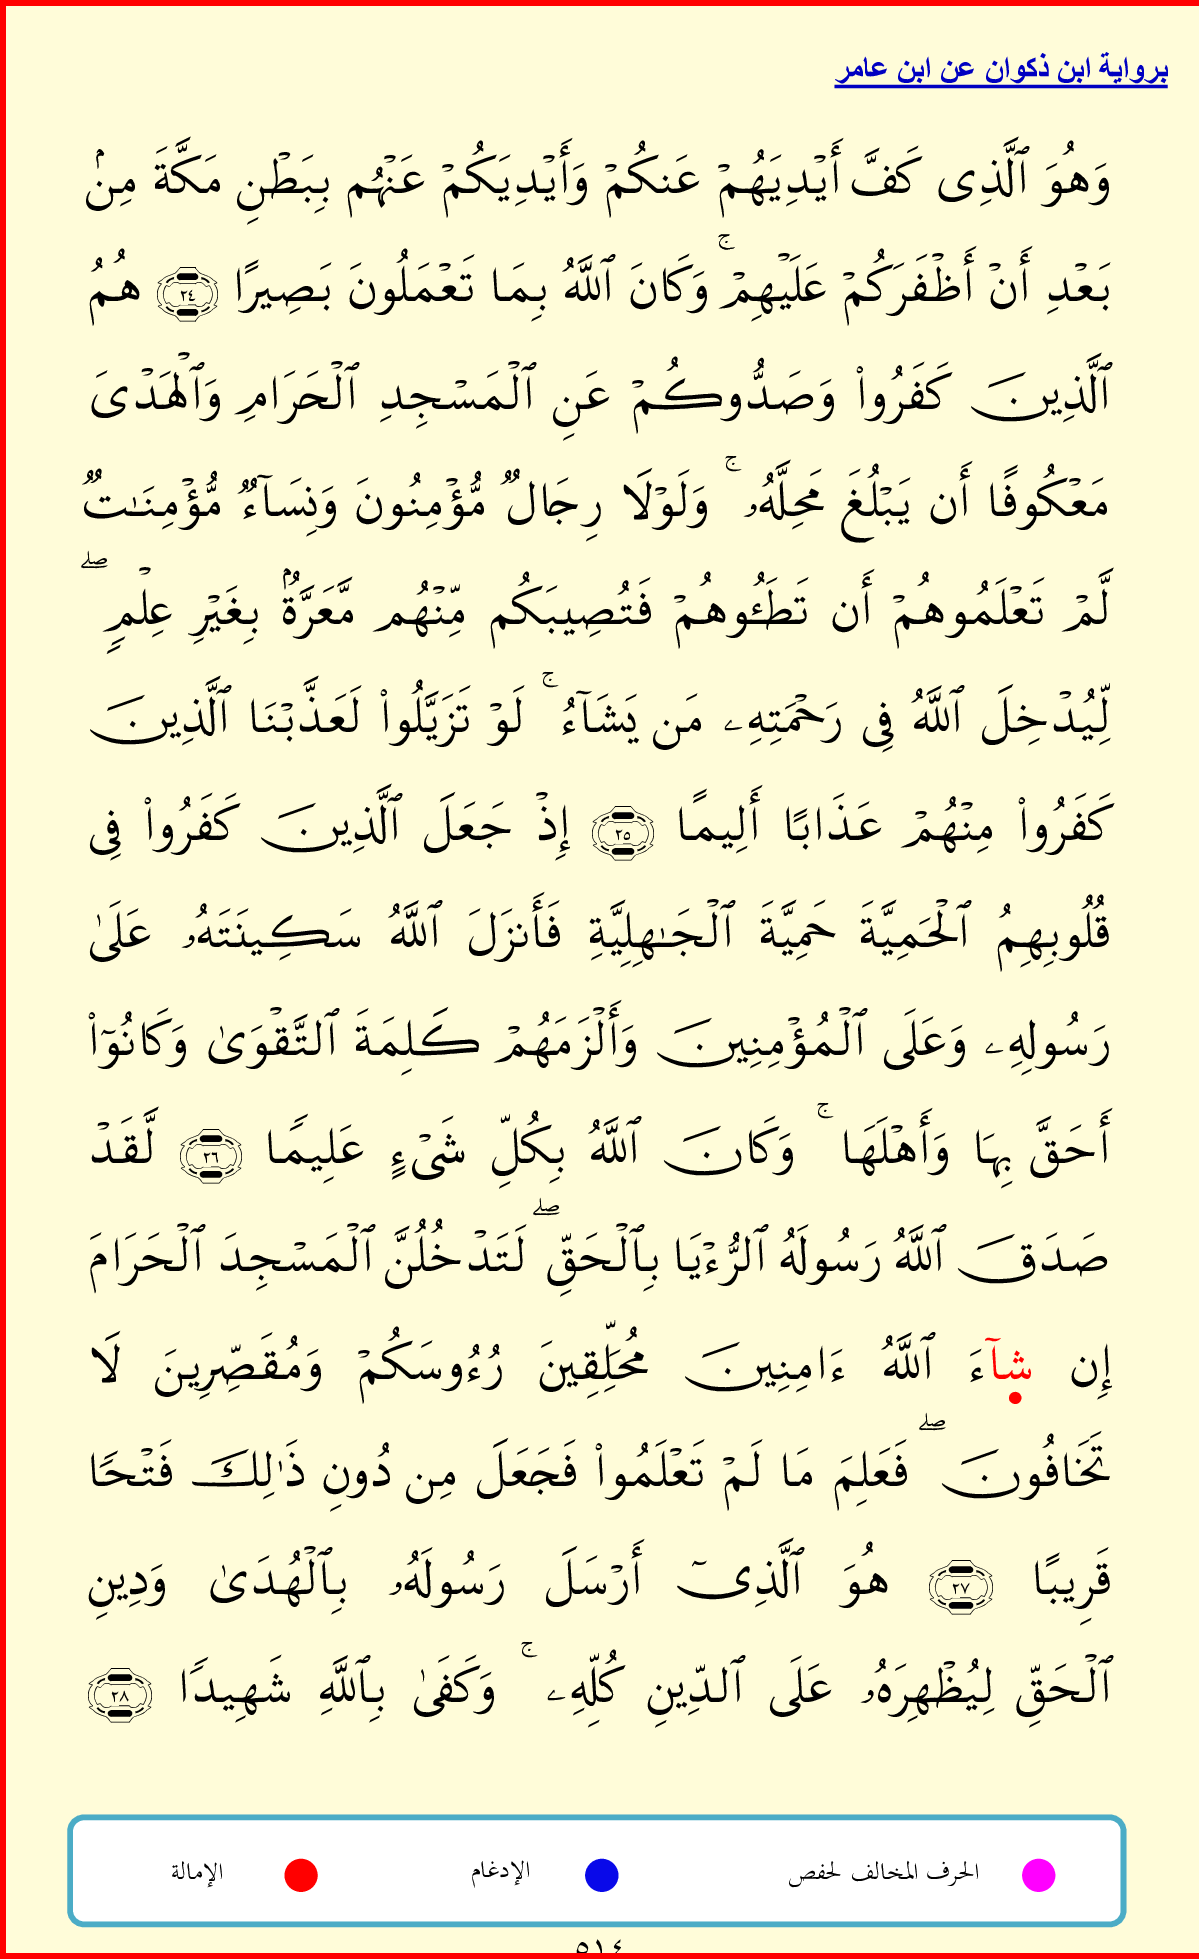 برواية ابن ذكوان عن ابن عامر
وَهُوَ ٱلَّذِى كَفَّ أَيْدِيَهُمْ عَنكُمْ وَأَيْدِيَكُمْ عَنْهُم بِبَطْنِ مَكَّةَ مِنۢ
بَعْدِ أَنْ أَظْفَرَكُمْ عَلَيْهِمْ ۚ وَكَانَ ٱللَّهُ بِمَا تَعْمَلُونَ بَصِيرًا ٢٤ هُمُ
ٱلَّذِينَ كَفَرُوا۟ وَصَدُّوكُمْ عَنِ ٱلْمَسْجِدِ ٱلْحَرَامِ وَٱلْهَدْىَ
مَعْكُوفًا أَن يَبْلُغَ مَحِلَّهُۥ ۚ وَلَوْلَا رِجَالٌ مُّؤْمِنُونَ وَنِسَآءٌ مُّؤْمِنَـٰتٌ
لَّمْ تَعْلَمُوهُمْ أَن تَطَـُٔوهُمْ فَتُصِيبَكُم مِّنْهُم مَّعَرَّةٌۢ بِغَيْرِ عِلْمٍ ۖ
لِّيُدْخِلَ ٱللَّهُ فِى رَحْمَتِهِۦ مَن يَشَآءُ ۚ لَوْ تَزَيَّلُوا۟ لَعَذَّبْنَا ٱلَّذِينَ
كَفَرُوا۟ مِنْهُمْ عَذَابًا أَلِيمًا ٢٥ إِذْ جَعَلَ ٱلَّذِينَ كَفَرُوا۟ فِى
قُلُوبِهِمُ ٱلْحَمِيَّةَ حَمِيَّةَ ٱلْجَـٰهِلِيَّةِ فَأَنزَلَ ٱللَّهُ سَكِينَتَهُۥ عَلَىٰ
رَسُولِهِۦ وَعَلَى ٱلْمُؤْمِنِينَ وَأَلْزَمَهُمْ كَلِمَةَ ٱلتَّقْوَىٰ وَكَانُوٓا۟
أَحَقَّ بِهَا وَأَهْلَهَا ۚ وَكَانَ ٱللَّهُ بِكُلِّ شَىْءٍ عَلِيمًا ٢٦ لَّقَدْ
صَدَقَ ٱللَّهُ رَسُولَهُ ٱلرُّءْيَا بِٱلْحَقِّ ۖ لَتَدْخُلُنَّ ٱلْمَسْجِدَ ٱلْحَرَامَ
إِن شَآءَ ٱللَّهُ ءَامِنِينَ مُحَلِّقِينَ رُءُوسَكُمْ وَمُقَصِّرِينَ لَا
تَخَافُونَ ۖ فَعَلِمَ مَا لَمْ تَعْلَمُوا۟ فَجَعَلَ مِن دُونِ ذَٰلِكَ فَتْحًا
قَرِيبًا ٢٧ هُوَ ٱلَّذِىٓ أَرْسَلَ رَسُولَهُۥ بِٱلْهُدَىٰ وَدِينِ
ٱلْحَقِّ لِيُظْهِرَهُۥ عَلَى ٱلدِّينِ كُلِّهِۦ ۚ وَكَفَىٰ بِٱللَّهِ شَهِيدًا ٢٨
الحرف المخالف لحفص الإدغام الإمالة
٥١٤